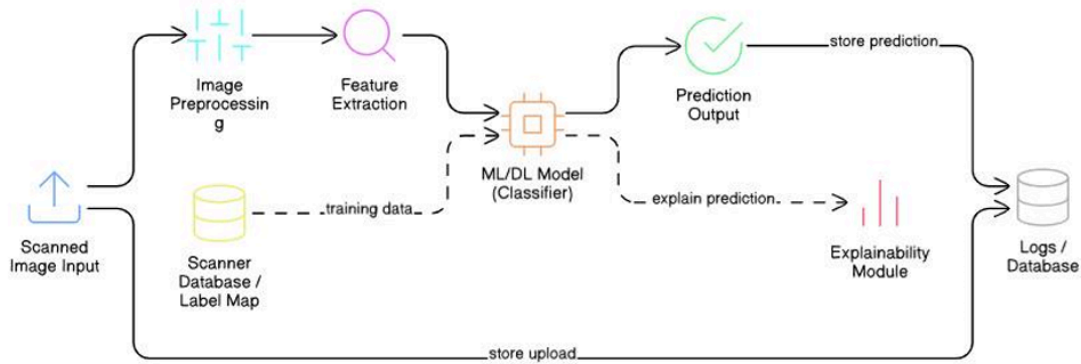 Image
Preprocessin
g
Feature
Extraction
Prediction
Output
store prediction
ML/DL Model
(Classifier)
training data
explain prediction
Scanned
Image Input
Scanner
Database /
Label Map
Explainability
Module
Logs /
Database
store upload